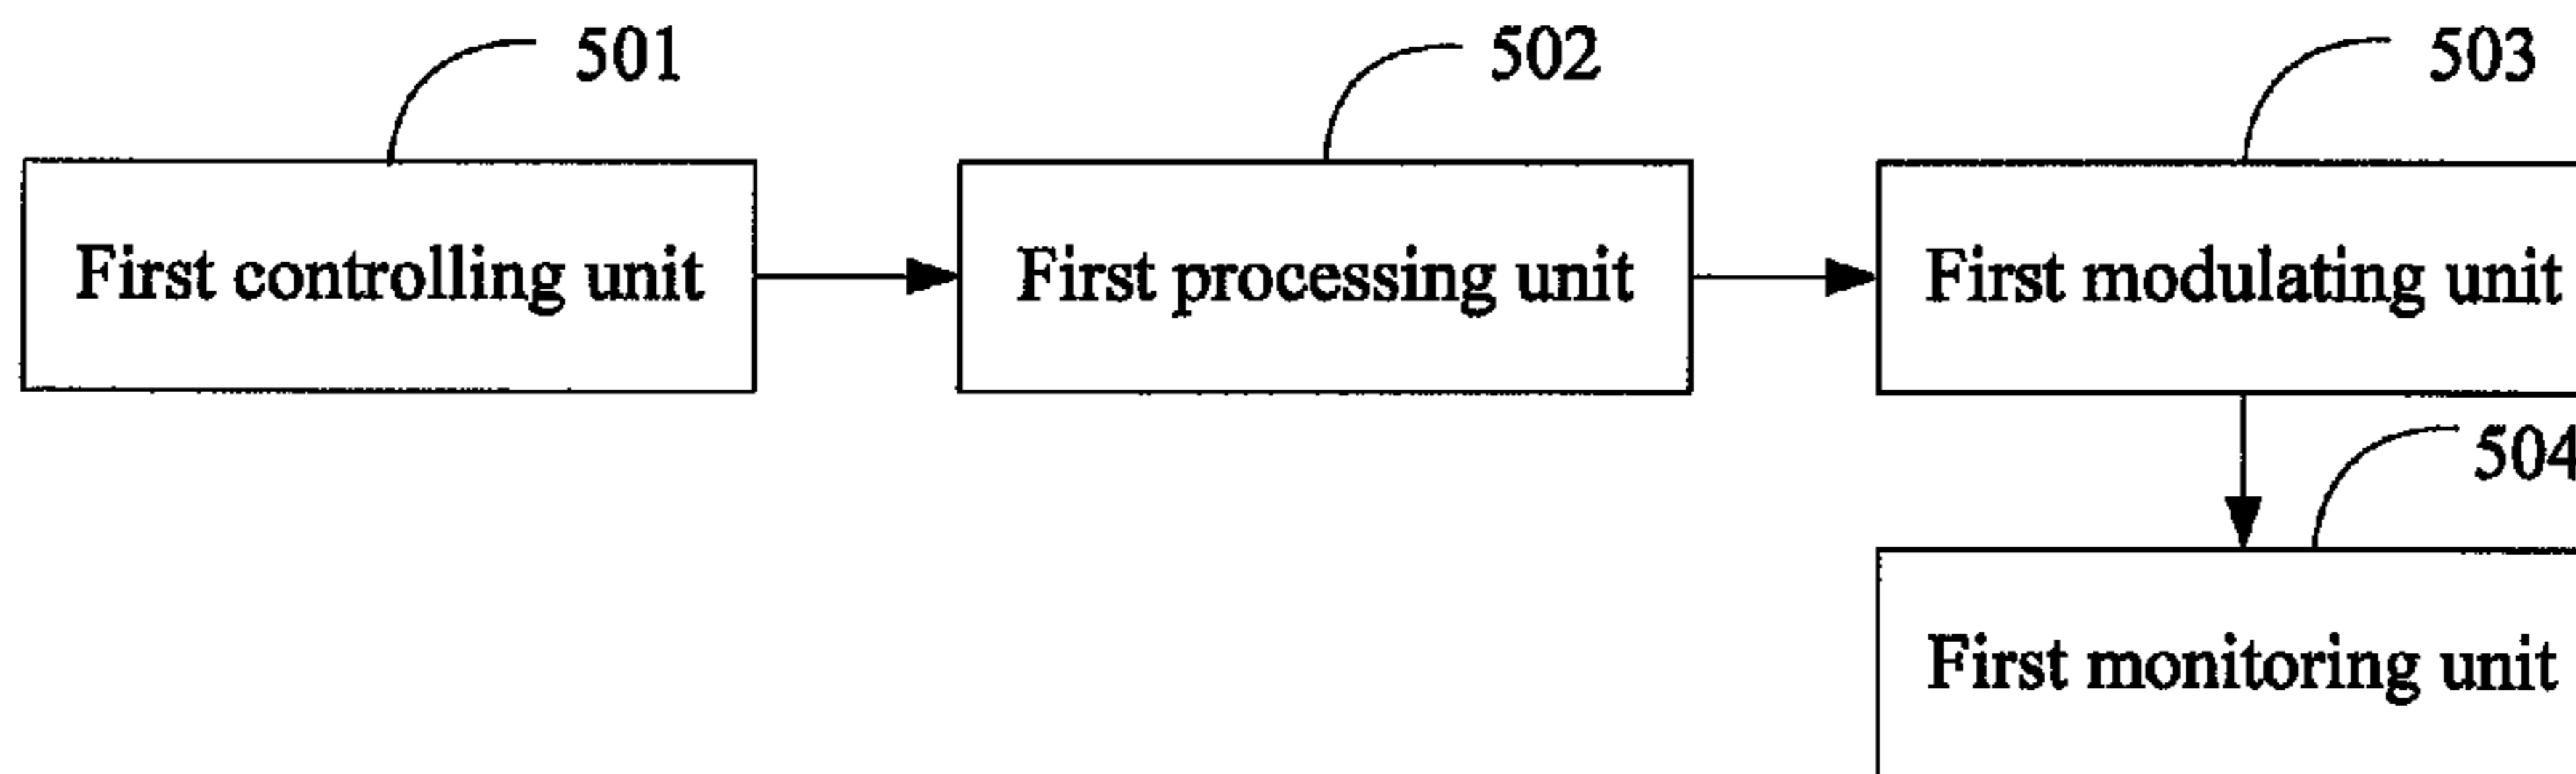 501
502
503
First controlling unit
First processing unit
First modulating unit
504
First monitoring unit